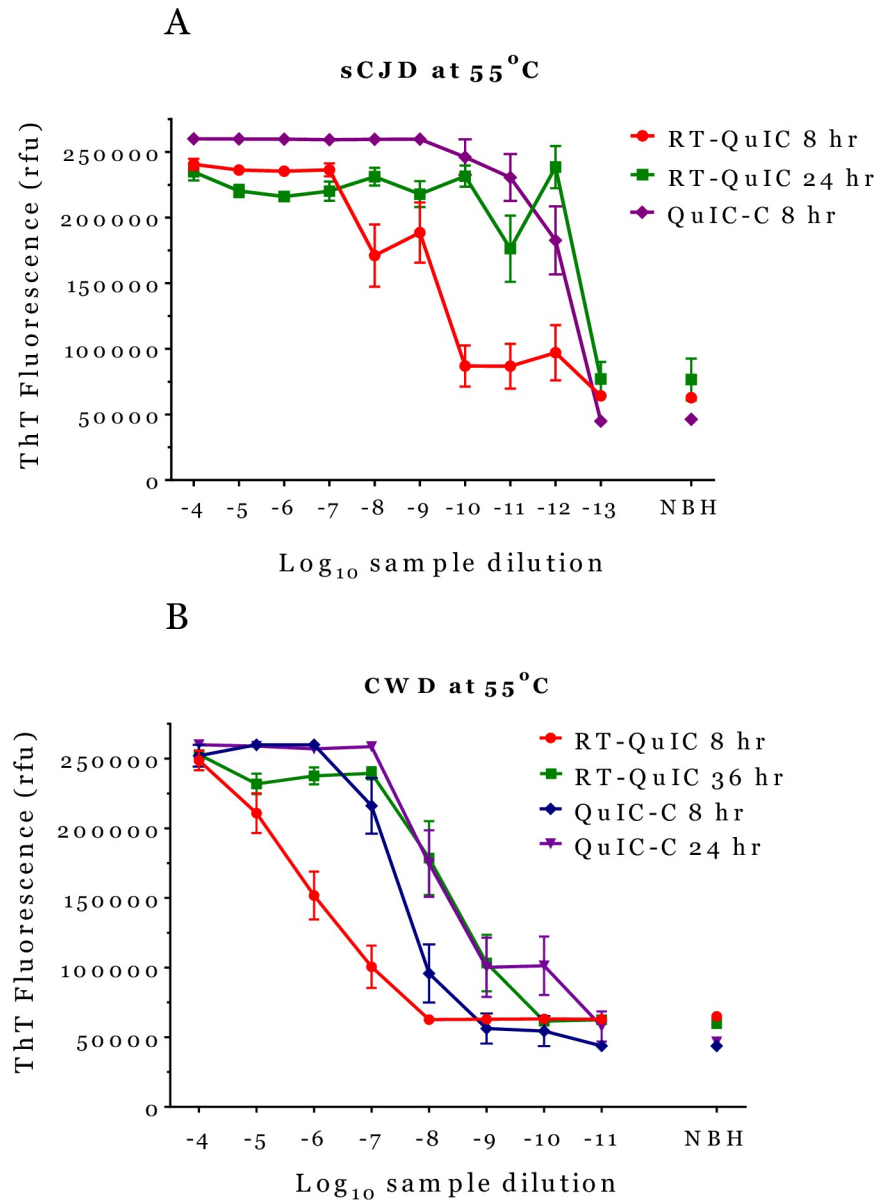 A
sCJD at 55°C
ThT Fluorescence (rfu)
250000
200000
150000
100000
50000
0
RT-QuIC 8 hr
RT-QuIC 24 hr
QuIC-C 8 hr
-4 -5 -6 -7 -8 -9 -10 -11 -12 -13 NBH
Log10 sample dilution
B
CWD at 55°C
ThT Fluorescence (rfu)
250000
200000
150000
100000
50000
0
RT-QuIC 8 hr
RT-QuIC 36 hr
QuIC-C 8 hr
QuIC-C 24 hr
-4 -5 -6 -7 -8 -9 -10 -11 NBH
Log10 sample dilution